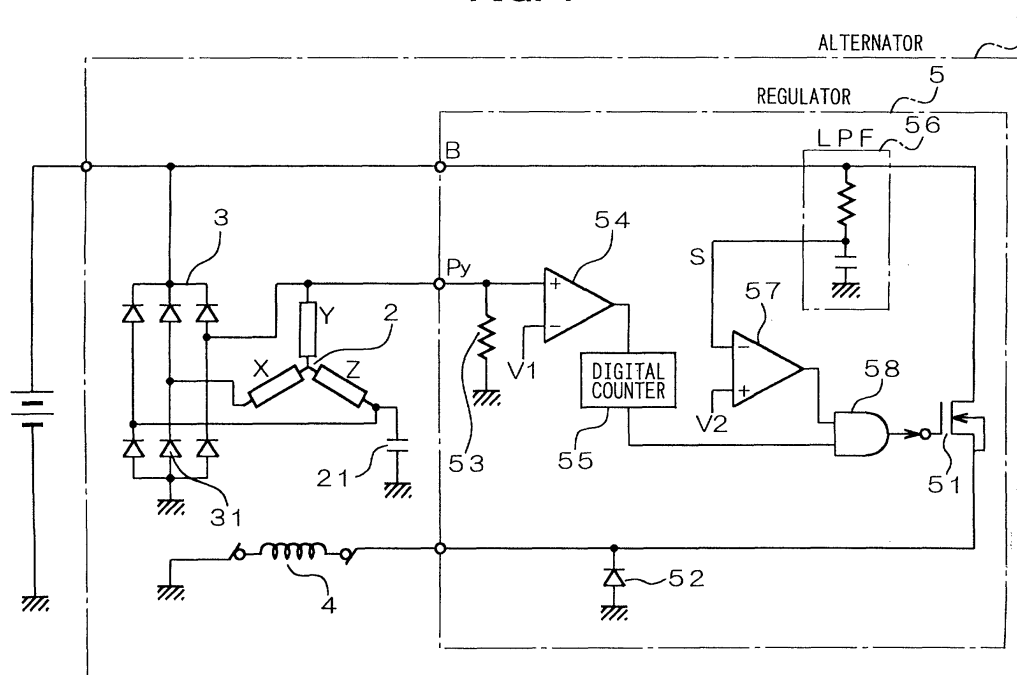 ALTERNATOR
5
REGULATOR
56
LPF
B
3
54
S
Py
57
+
Y
2
−
58
X
Z
V1
DIGITAL
COUNTER
−
+
V2
53
55
21
51
31
52
4